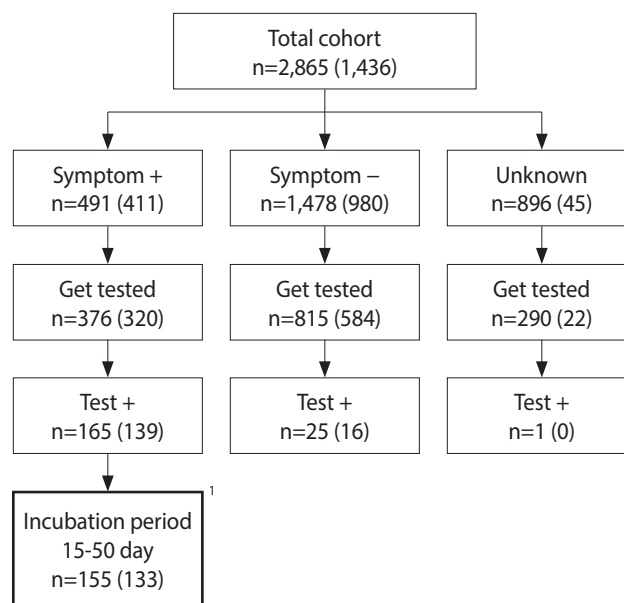 Total cohort
n=2,865 (1,436)
Symptom +
n=491 (411)
Symptom −
n=1,478 (980)
Unknown
n=896 (45)
Get tested
n=376 (320)
Get tested
n=815 (584)
Get tested
n=290 (22)
Test +
n=165 (139)
Test +
n=25 (16)
Test +
n=1 (0)
1
Incubation period
15-50 day
n=155 (133)